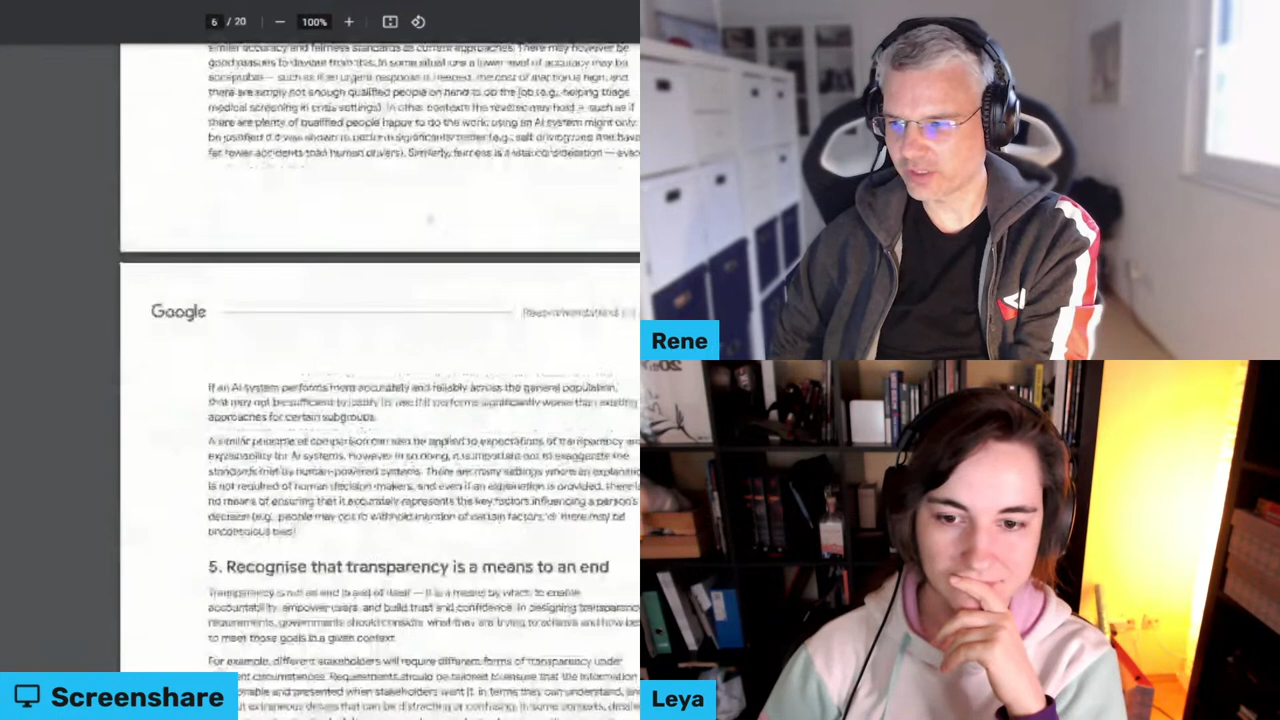 6 / 20
100%
similar accuracy and fairness standards as current approaches. There may however be
good reasons to deviate from this. In some situations a lower level of accuracy may be
acceptable — such as if an urgent response is needed, the cost of inaction is high, and
there are simply not enough qualified people on hand to do the job (e.g., helping triage
medical screening in crisis settings). In other contexts the reverse may hold — such as if
there are plenty of qualified people happy to do the work, using an AI system might only
be justified if it was shown to perform significantly better (e.g., self driving cars that have
far fewer accidents than human drivers). Similarly, fairness is a vital consideration —
Google
If an AI system performs more accurately and reliably across the general population,
that may not be sufficient to justify its use if it performs significantly worse than existing
approaches for certain subgroups.
A similar principle of comparison can also be applied to expectations of transparency
explainability for AI systems. However in so doing, it is important not to exaggerate the
standards met by human-powered systems. There are many settings where an explanation
is not required of human decision-makers, and even if an explanation is provided, there
no means of ensuring that it accurately represents the key factors influencing a person's
decision (e.g., people may opt to withhold mention of certain factors, or there may be
unconscious bias)
5. Recognise that transparency is a means to an end
Transparency is not an end in and of itself — it is a means by which to enable
accountability, empower users, and build trust and confidence. In designing
requirements, governments should consider what they are trying to achieve and how
to meet those goals in a given context.
For example, different stakeholders will require different forms of transparency under
circumstances. Requirements should be tailored to ensure that the information
and presented when stakeholders want it, in terms they can understand,
extraneous details that can be distracting or confusing. In some contexts,
Screenshare
Rene
Leya